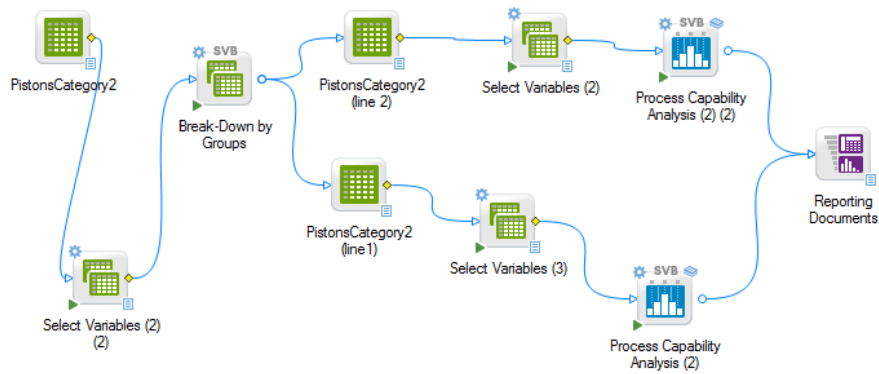 PistonsCategory2
SVB
Break-Down by
Groups
PistonsCategory2
(line 2)
Select Variables (2)
SVB
Process Capability
Analysis (2) (2)
Reporting
Documents
PistonsCategory2
(line1)
Select Variables (3)
SVB
Process Capability
Analysis (2)
Select Variables (2)
(2)